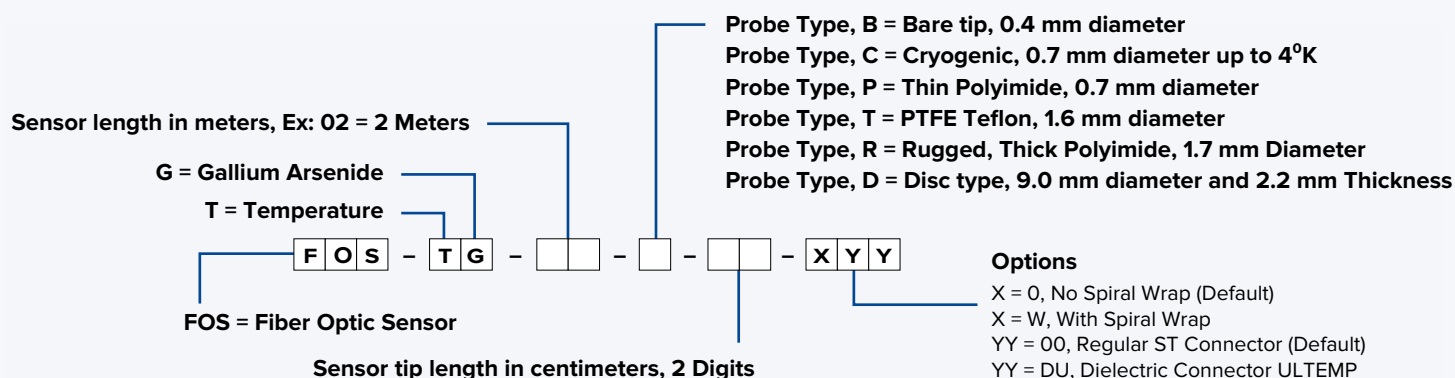 Probe Type, B = Bare tip, 0.4 mm diameter
Probe Type, C = Cryogenic, 0.7 mm diameter up to 4⁰K
Probe Type, P = Thin Polyimide, 0.7 mm diameter
Probe Type, T = PTFE Teflon, 1.6 mm diameter
Probe Type, R = Rugged, Thick Polyimide, 1.7 mm Diameter
Probe Type, D = Disc type, 9.0 mm diameter and 2.2 mm Thickness
Sensor length in meters, Ex: 02 = 2 Meters
G = Gallium Arsenide
T = Temperature
F O S – T G – – – – X Y Y
FOS = Fiber Optic Sensor
Sensor tip length in centimeters, 2 Digits
Options
X = 0, No Spiral Wrap (Default)
X = W, With Spiral Wrap
YY = 00, Regular ST Connector (Default)
YY = DU, Dielectric Connector ULTEMP